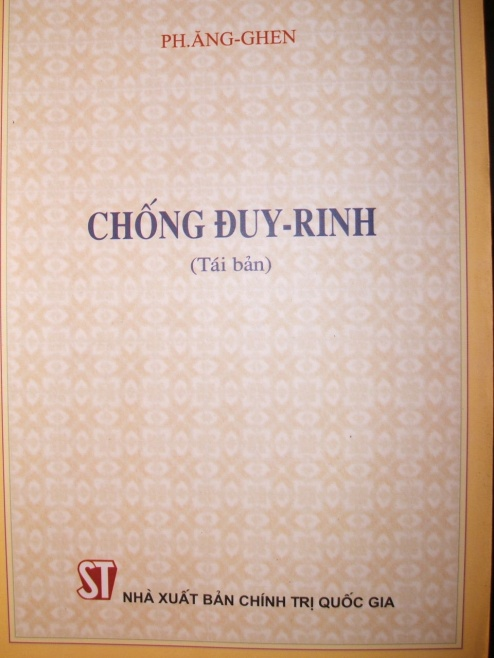 PH.ĂNG-GHEN
CHỐNG ĐUY-RINH
(Tái bản)
ST
NHÀ XUẤT BẢN CHÍNH TRỊ QUỐC GIA